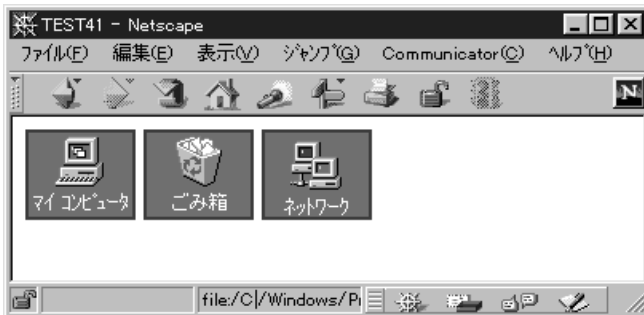 TEST41 - Netscape
ファイル(F) 編集(E) 表示(V) ジャンプ(G) Communicator(C) ヘルプ(H)
N
マイ コンピュータ ごみ箱 ネットワーク
file:/C|/Windows/P